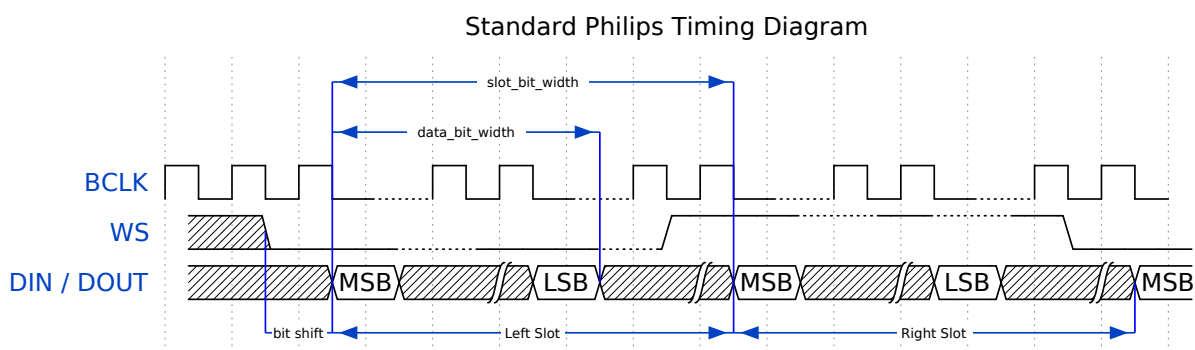 Standard Philips Timing Diagram
slot_bit_width
data_bit_width
BCLK
WS
DIN / DOUT
MSB
LSB
MSB
LSB
MSB
bit shift
Left Slot
Right Slot